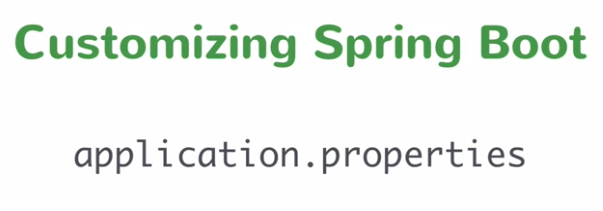 Customizing Spring Boot
application.properties